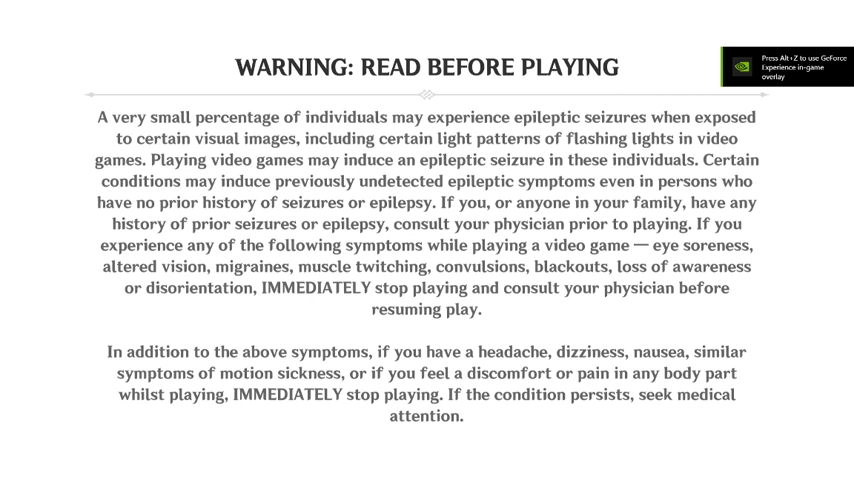 WARNING: READ BEFORE PLAYING
Press Alt+Z to use GeForce
Experience in-game
overlay
A very small percentage of individuals may experience epileptic seizures when exposed
to certain visual images, including certain light patterns of flashing lights in video
games. Playing video games may induce an epileptic seizure in these individuals. Certain
conditions may induce previously undetected epileptic symptoms even in persons who
have no prior history of seizures or epilepsy. If you, or anyone in your family, have any
history of prior seizures or epilepsy, consult your physician prior to playing. If you
experience any of the following symptoms while playing a video game — eye soreness,
altered vision, migraines, muscle twitching, convulsions, blackouts, loss of awareness
or disorientation, IMMEDIATELY stop playing and consult your physician before
resuming play.
In addition to the above symptoms, if you have a headache, dizziness, nausea, similar
symptoms of motion sickness, or if you feel a discomfort or pain in any body part
whilst playing, IMMEDIATELY stop playing. If the condition persists, seek medical
attention.